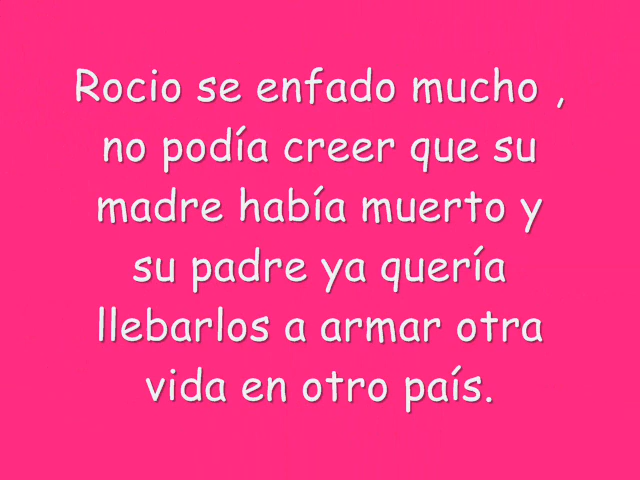 Rocio se enfado mucho ,
no podía creer que su
madre había muerto y
su padre ya quería
llebarlos a armar otra
vida en otro país.